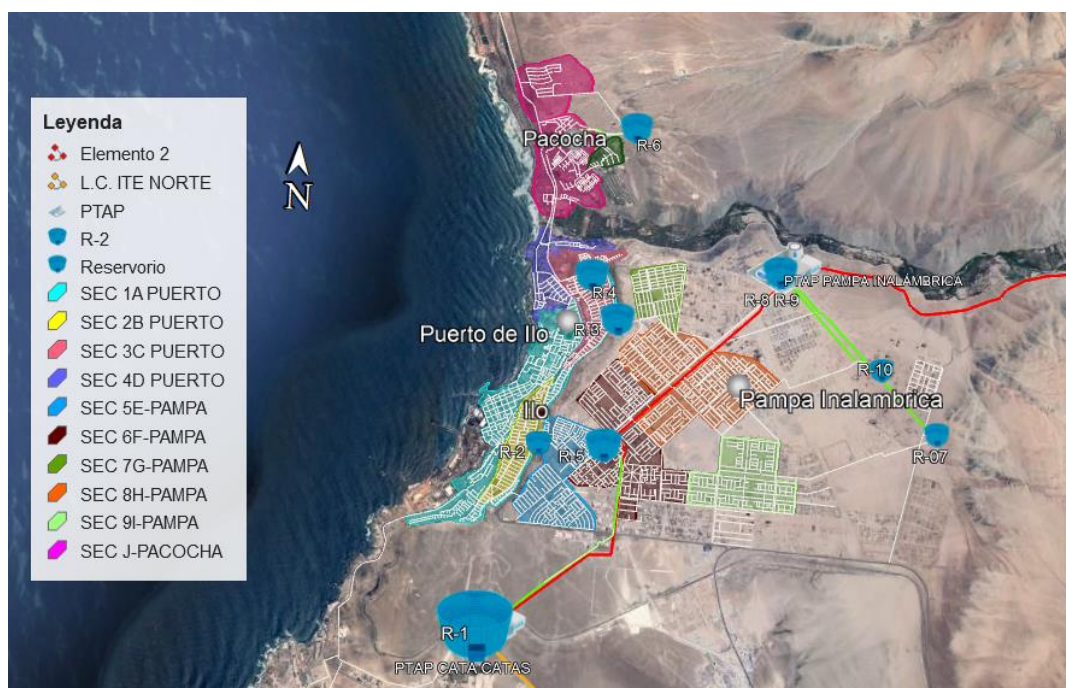 Leyenda
Elemento 2
L.C. ITE NORTE
PTAP
R-2
Reservorio
SEC 1A PUERTO
SEC 2B PUERTO
SEC 3C PUERTO
SEC 4D PUERTO
SEC 5E-PAMPA
SEC 6F-PAMPA
SEC 7G-PAMPA
SEC 8H-PAMPA
SEC 9I-PAMPA
SEC J-PACOCHA
N
Pacocha
R-6
R-4
PTAP PAMPA INALAMBRICA
R-8 R-9
Puerto de Ilo
R-3
R-10
Pampa Inalambrica
Ilo
R-2
R-5
R-07
R-1
PTAP CATA CATAS